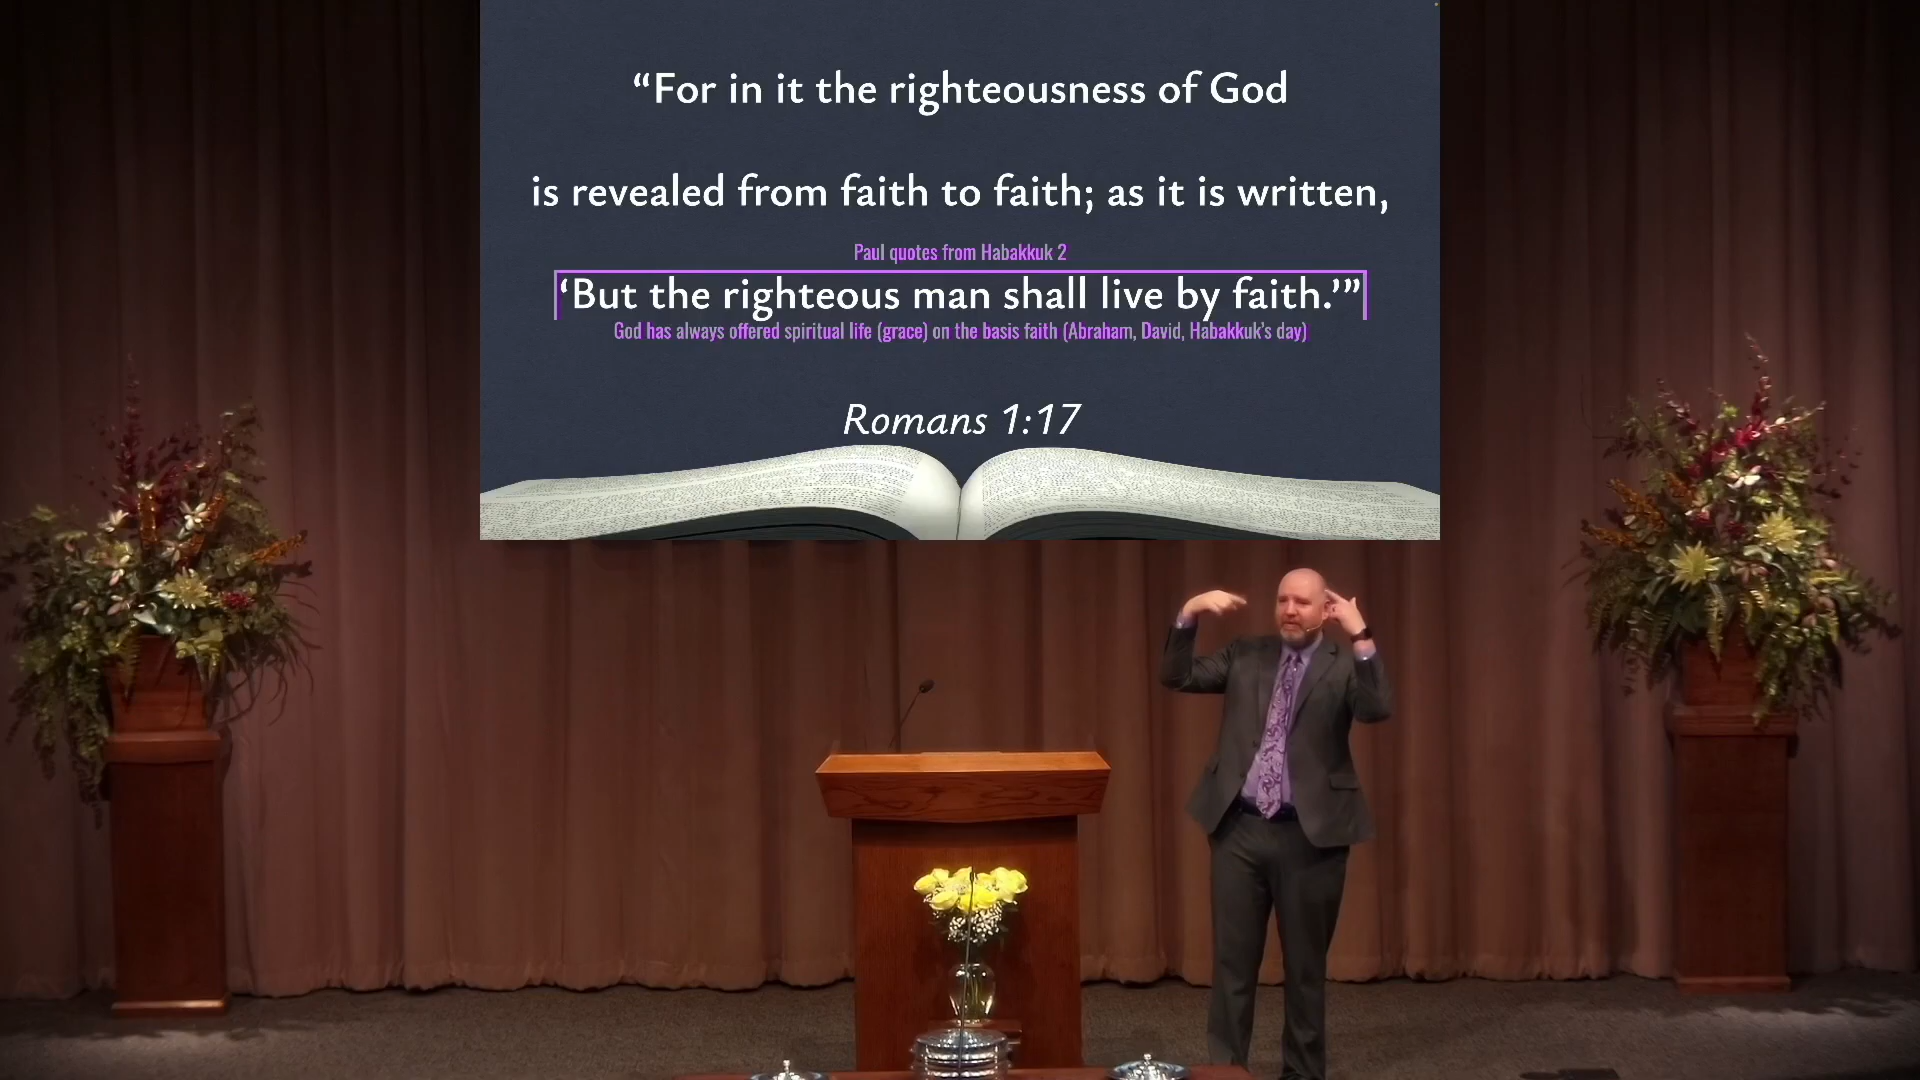 “For in it the righteousness of God
is revealed from faith to faith; as it is written,
Paul quotes from Habakkuk 2
‘But the righteous man shall live by faith.’”
God has always offered spiritual life (grace) on the basis faith (Abraham, David, Habakkuk’s day)
Romans 1:17